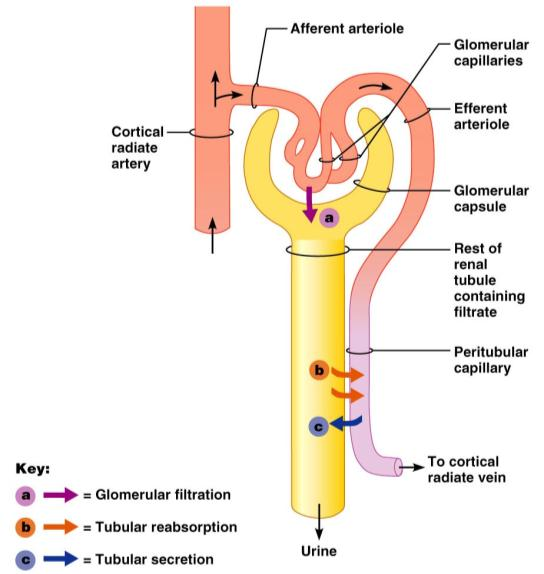 Afferent arteriole
Glomerular
capillaries
Efferent
arteriole
Cortical
radiate
artery
Glomerular
capsule
a
Rest of
renal
tubule
containing
filtrate
Peritubular
capillary
b
c
To cortical
radiate vein
Key:
a = Glomerular filtration
b = Tubular reabsorption
c = Tubular secretion
Urine